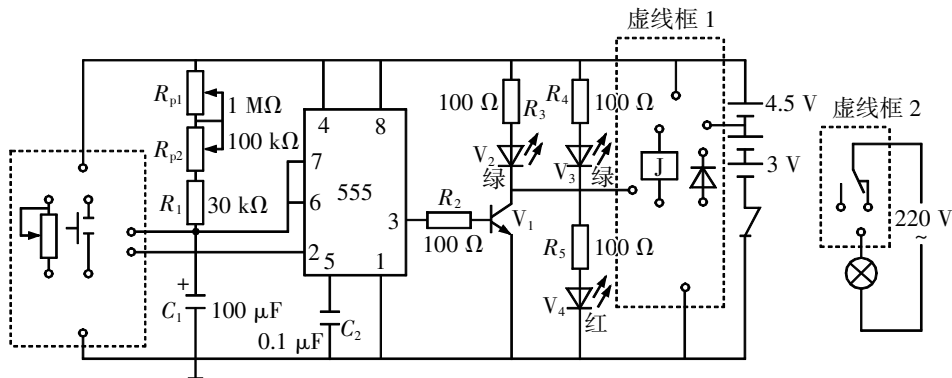 虚线框 1
R_p1
1 MΩ
100 kΩ
R_p2
R_1
30 kΩ
+
C_1
100 μF
4
8
7
6
555
3
2
5
1
0.1 μF
C_2
R_2
100 Ω
V_1
100 Ω
R_3
V_2
绿
R_4
100 Ω
V_3
绿
R_5
100 Ω
V_4
红
J
4.5 V
3 V
虚线框 2
220 V
~